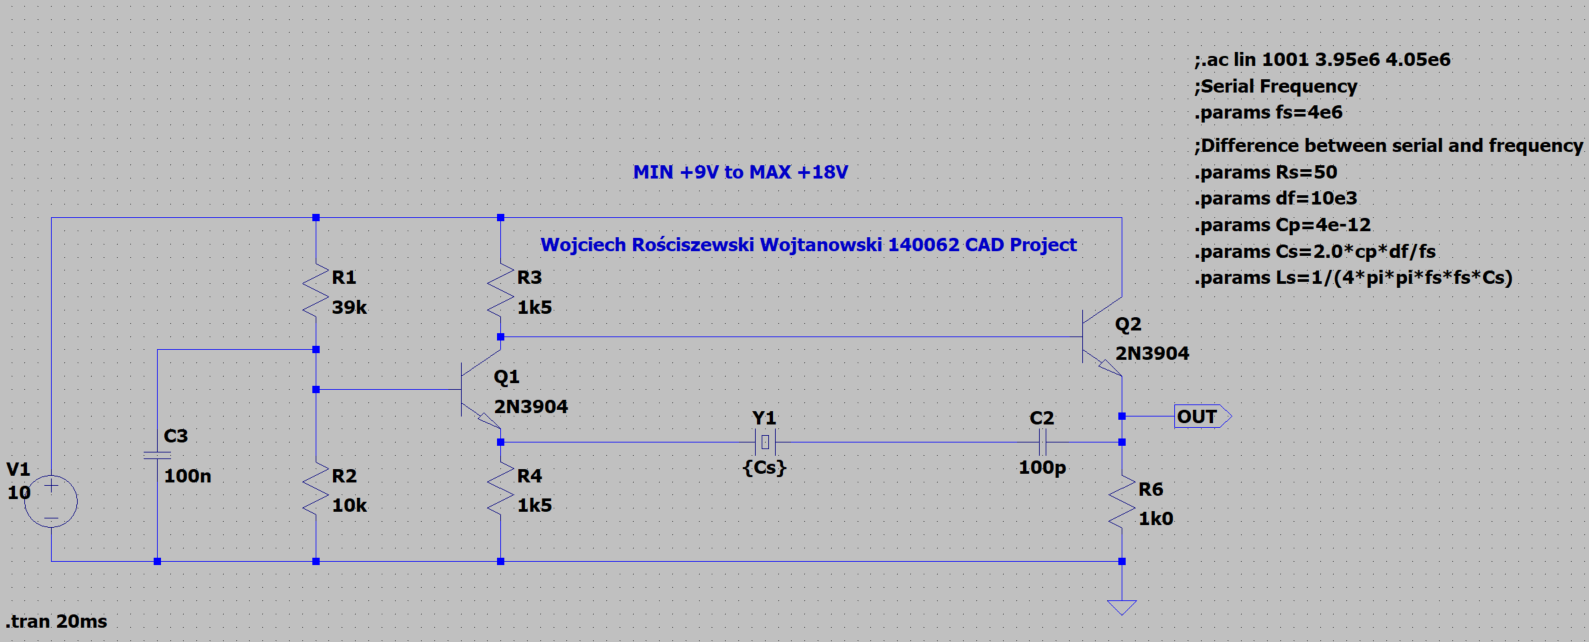 ;.ac lin 1001 3.95e6 4.05e6
;Serial Frequency
.params fs=4e6
;Difference between serial and frequency
.params Rs=50
.params df=10e3
.params Cp=4e-12
.params Cs=2.0*cp*df/fs
.params Ls=1/(4*pi*pi*fs*fs*Cs)
MIN +9V to MAX +18V
Wojciech Rościszewski Wojtanowski 140062 CAD Project
R1
39k
R3
1k5
Q2
2N3904
Q1
2N3904
Y1
{Cs}
C2
100p
OUT
C3
100n
V1
10
R2
10k
R4
1k5
R6
1k0
.tran 20ms